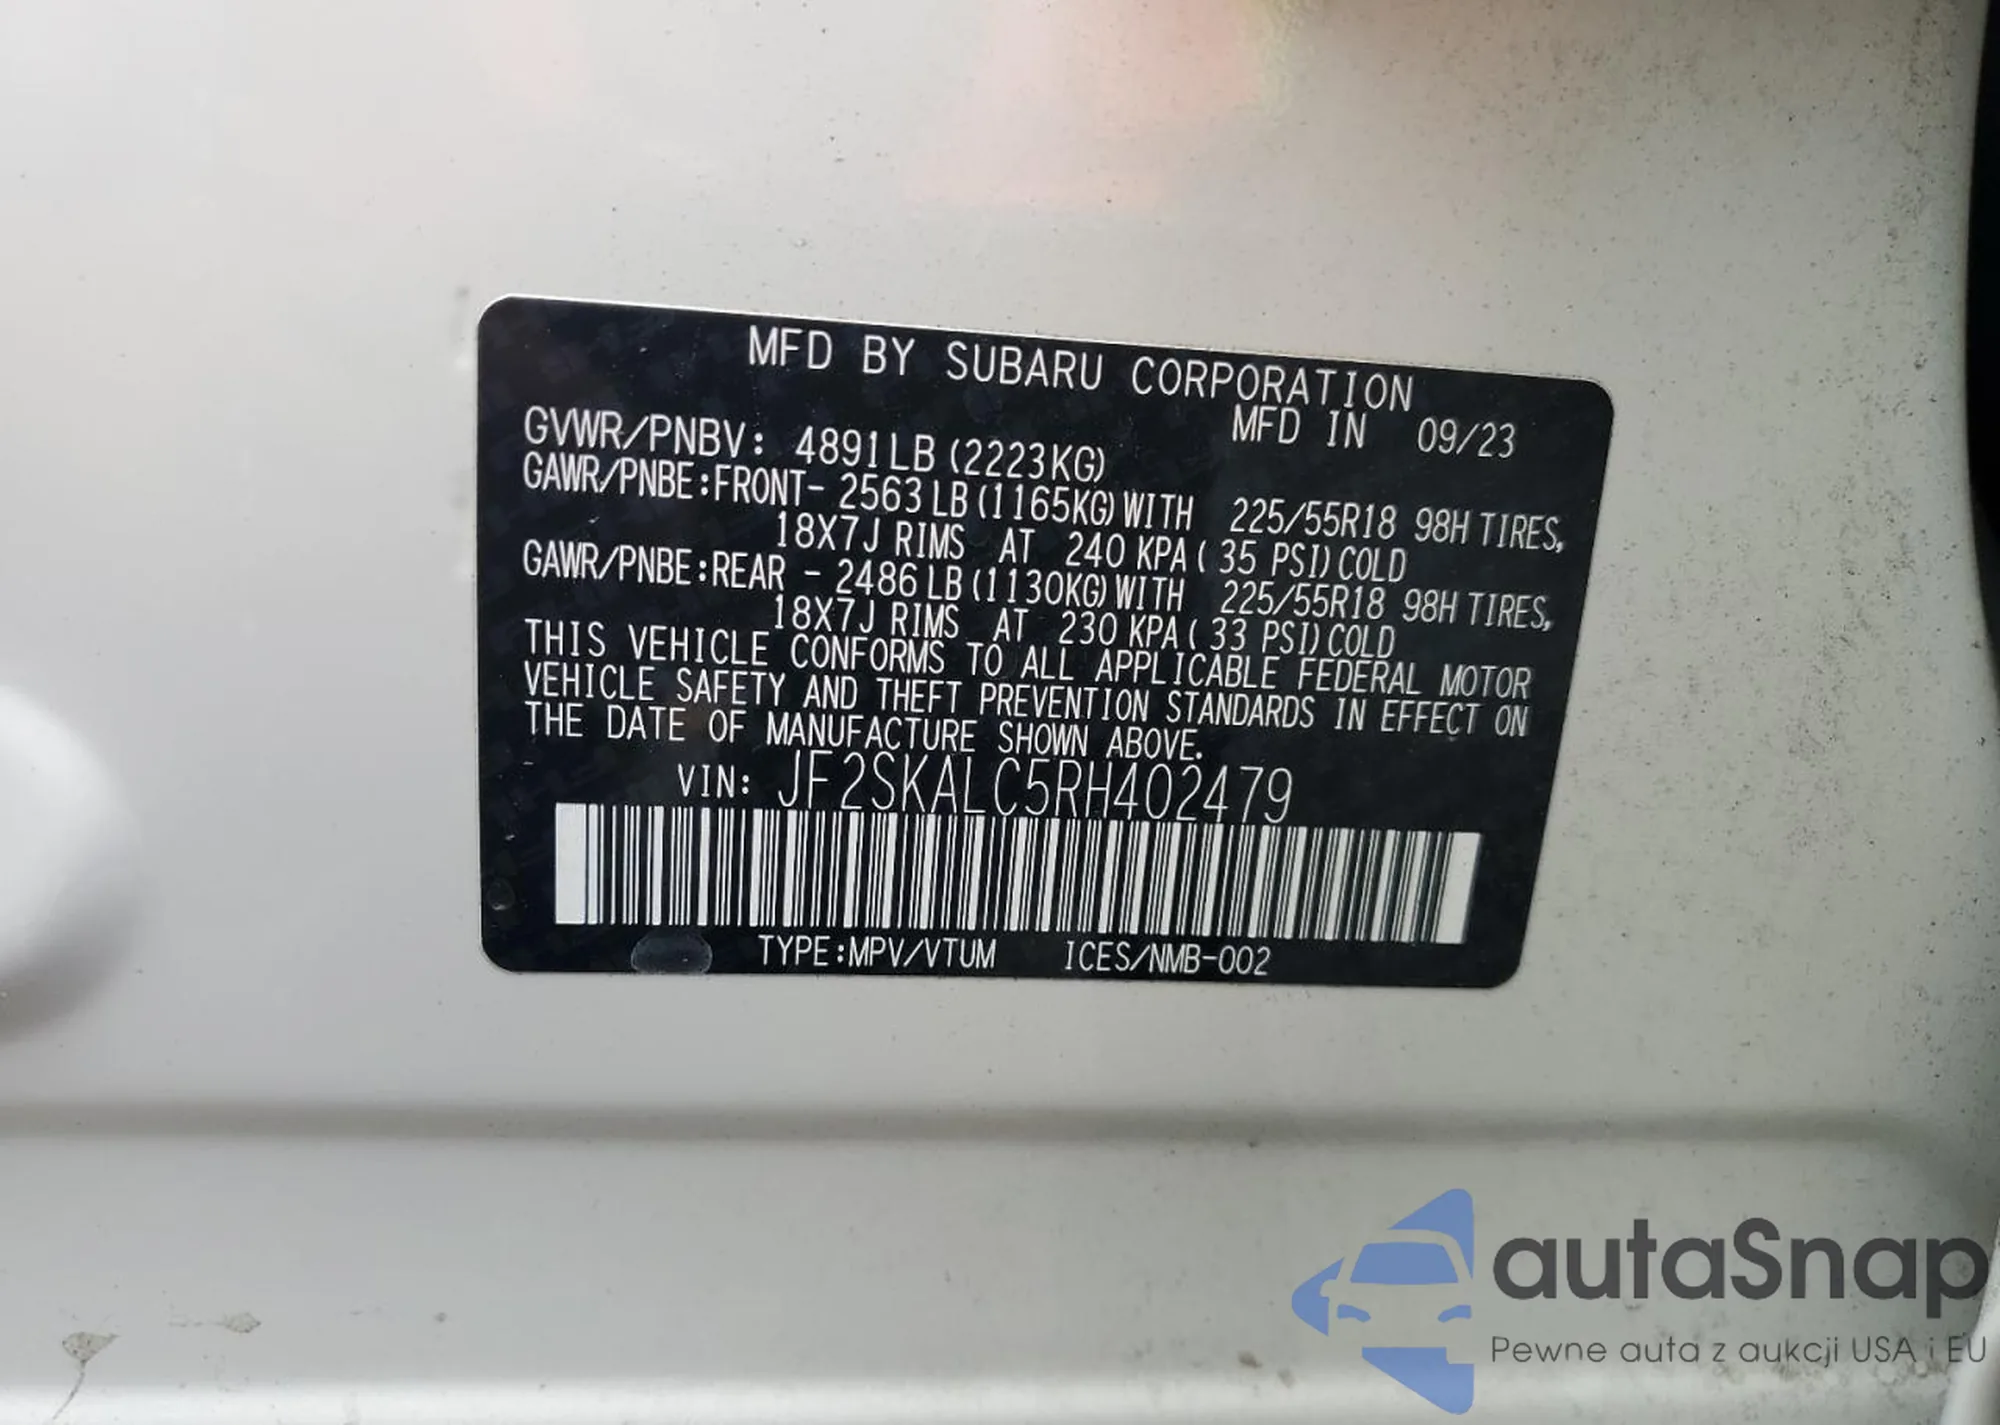 MFD BY SUBARU CORPORATION
MFD IN 09/23
GVWR/PNBV: 4891LB (2223KG)
GAWR/PNBE:FRONT- 2563 LB (1165KG) WITH 225/55R18 98H TIRES,
18X7J RIMS AT 240 KPA ( 35 PSI) COLD
GAWR/PNBE:REAR - 2486 LB (1130KG) WITH 225/55R18 98H TIRES,
18X7J RIMS AT 230 KPA ( 33 PSI) COLD
THIS VEHICLE CONFORMS TO ALL APPLICABLE FEDERAL MOTOR
VEHICLE SAFETY AND THEFT PREVENTION STANDARDS IN EFFECT ON
THE DATE OF MANUFACTURE SHOWN ABOVE.
VIN: JF2SKALC5RH402479
TYPE:MPV/VTUM ICES/NMB-002
autaSnap
Pewne auta z aukcji USA i EU